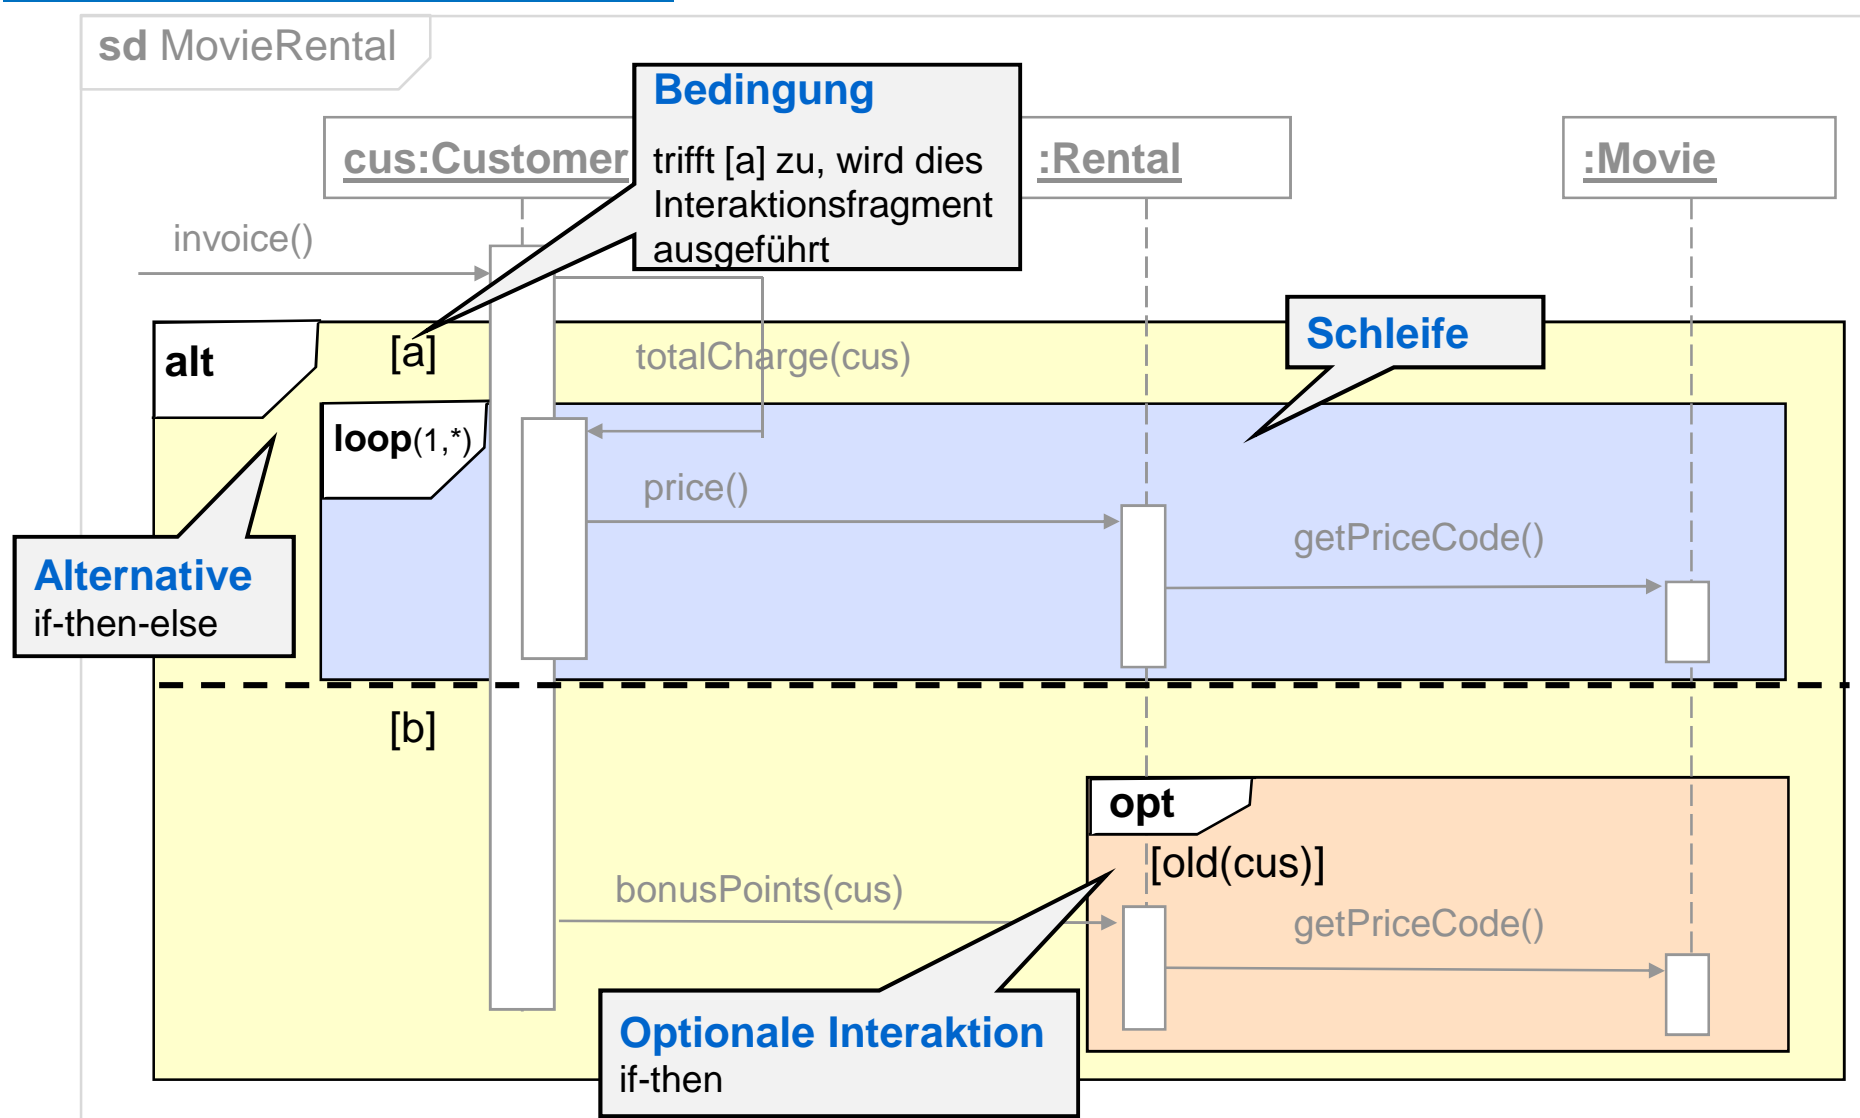 sd MovieRental
Bedingung
trifft [a] zu, wird dies
Interaktionsfragment
ausgeführt
cus:Customer
:Rental
:Movie
invoice()
alt
[a]
totalCharge(cus)
Schleife
loop(1,*)
price()
getPriceCode()
Alternative
if-then-else
[b]
opt
[old(cus)]
bonusPoints(cus)
getPriceCode()
Optionale Interaktion
if-then